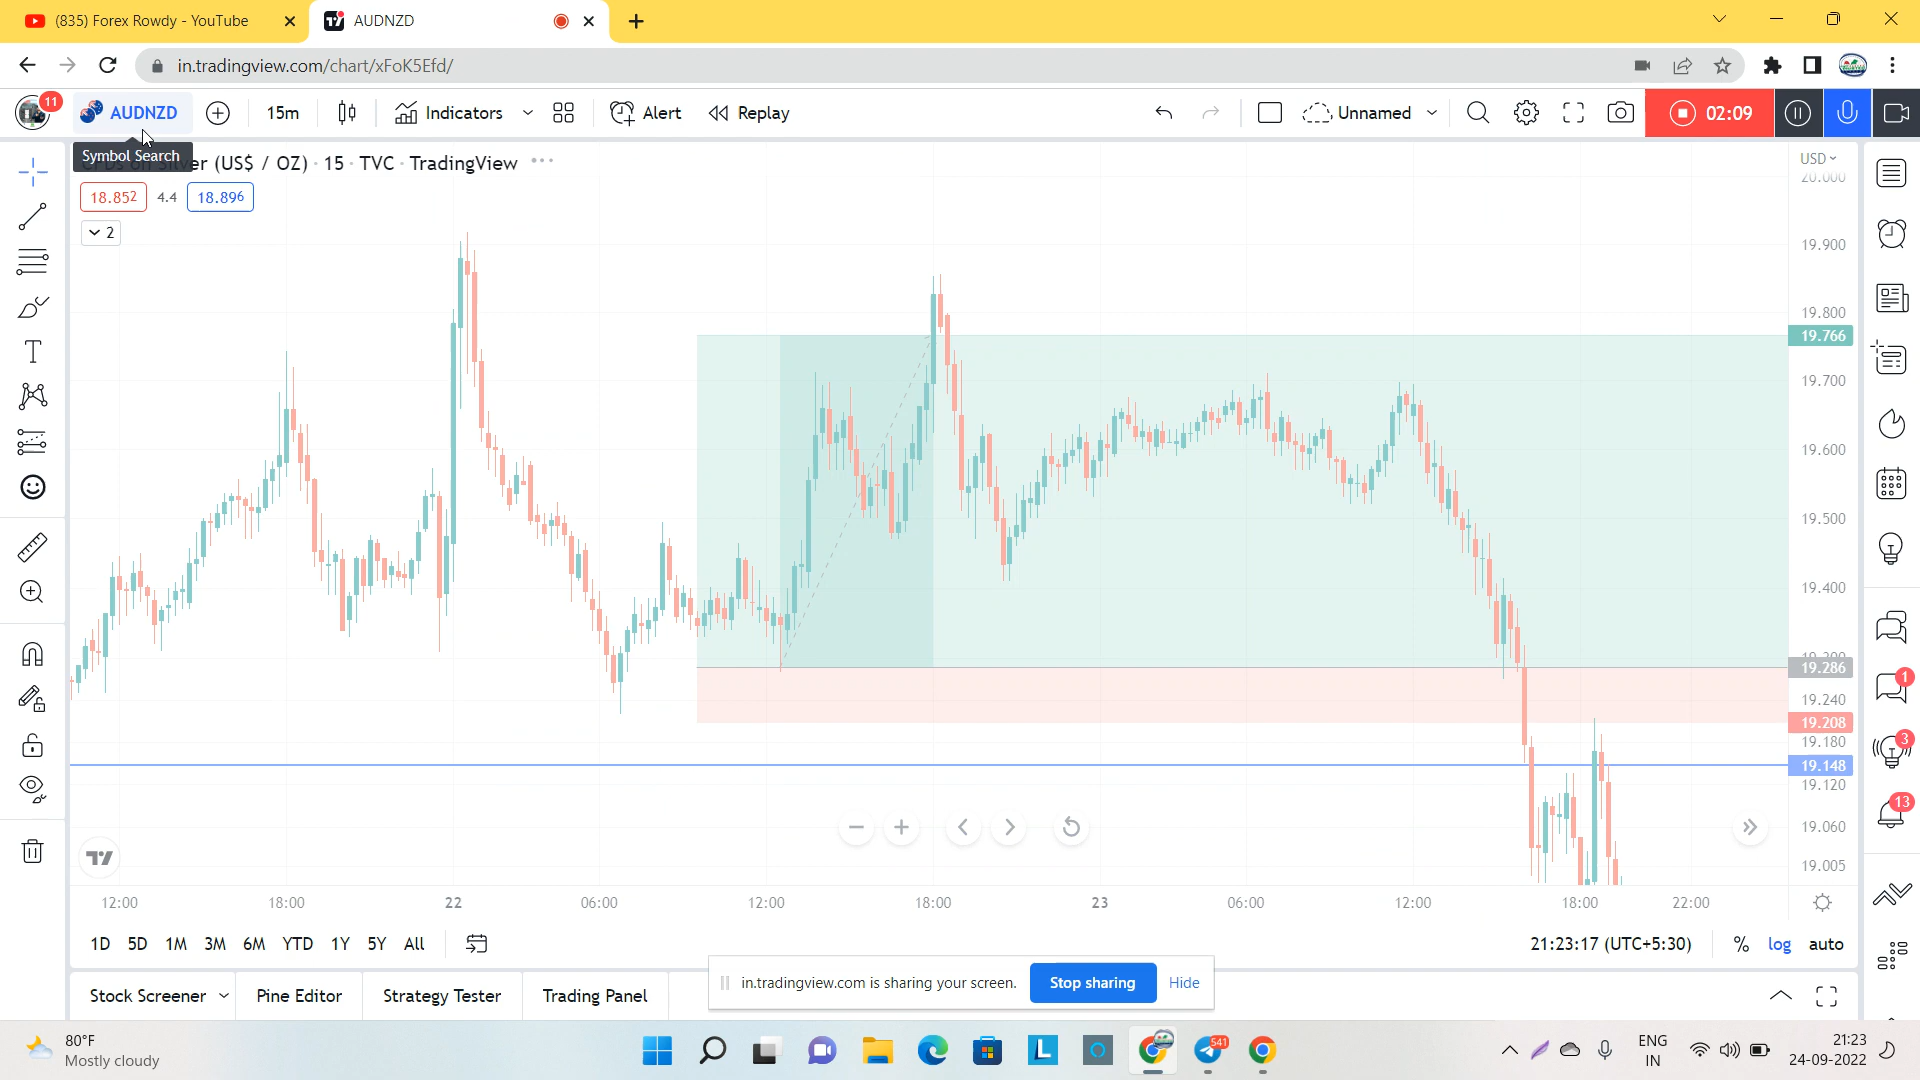 (835) Forex Rowdy - YouTube
AUDNZD
in.tradingview.com/chart/xFoK5Efd/
11
AUDNZD
15m
Indicators
Alert
Replay
Unnamed
02:09
Symbol Search
er (US$ / OZ) · 15 · TVC · TradingView
USD
20.000
18.852
4.4
18.896
2
19.900
19.800
19.766
19.700
19.600
19.500
19.400
19.286
19.240
19.208
19.180
19.148
19.120
19.060
19.005
1
3
13
12:00
18:00
22
06:00
12:00
18:00
23
06:00
12:00
18:00
22:00
1D
5D
1M
3M
6M
YTD
1Y
5Y
All
21:23:17 (UTC+5:30)
%
log
auto
in.tradingview.com is sharing your screen.
Stop sharing
Hide
Stock Screener
Pine Editor
Strategy Tester
Trading Panel
80°F
Mostly cloudy
L
541
ENG
IN
21:23
24-09-2022